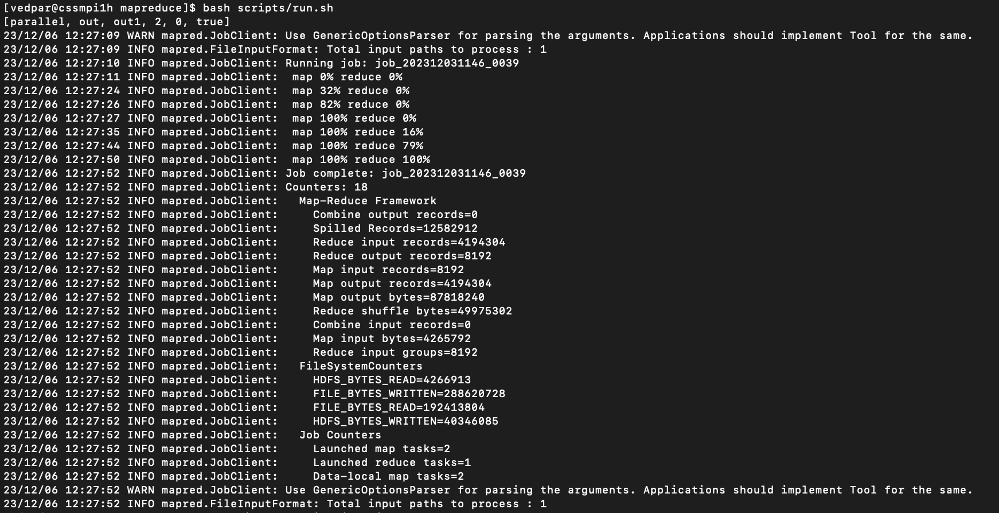 [vedpar@cssmpi1h mapreduce]$ bash scripts/run.sh
[parallel, out, out1, 2, 0, true]
23/12/06 12:27:09 WARN mapred.JobClient: Use GenericOptionsParser for parsing the arguments. Applications should implement Tool for the same.
23/12/06 12:27:09 INFO mapred.FileInputFormat: Total input paths to process : 1
23/12/06 12:27:10 INFO mapred.JobClient: Running job: job_202312031146_0039
23/12/06 12:27:11 INFO mapred.JobClient:  map 0% reduce 0%
23/12/06 12:27:24 INFO mapred.JobClient:  map 32% reduce 0%
23/12/06 12:27:26 INFO mapred.JobClient:  map 82% reduce 0%
23/12/06 12:27:27 INFO mapred.JobClient:  map 100% reduce 0%
23/12/06 12:27:35 INFO mapred.JobClient:  map 100% reduce 16%
23/12/06 12:27:44 INFO mapred.JobClient:  map 100% reduce 79%
23/12/06 12:27:50 INFO mapred.JobClient:  map 100% reduce 100%
23/12/06 12:27:52 INFO mapred.JobClient: Job complete: job_202312031146_0039
23/12/06 12:27:52 INFO mapred.JobClient: Counters: 18
23/12/06 12:27:52 INFO mapred.JobClient:   Map-Reduce Framework
23/12/06 12:27:52 INFO mapred.JobClient:     Combine output records=0
23/12/06 12:27:52 INFO mapred.JobClient:     Spilled Records=12582912
23/12/06 12:27:52 INFO mapred.JobClient:     Reduce input records=4194304
23/12/06 12:27:52 INFO mapred.JobClient:     Reduce output records=8192
23/12/06 12:27:52 INFO mapred.JobClient:     Map input records=8192
23/12/06 12:27:52 INFO mapred.JobClient:     Map output records=4194304
23/12/06 12:27:52 INFO mapred.JobClient:     Map output bytes=87818240
23/12/06 12:27:52 INFO mapred.JobClient:     Reduce shuffle bytes=49975302
23/12/06 12:27:52 INFO mapred.JobClient:     Combine input records=0
23/12/06 12:27:52 INFO mapred.JobClient:     Map input bytes=4265792
23/12/06 12:27:52 INFO mapred.JobClient:     Reduce input groups=8192
23/12/06 12:27:52 INFO mapred.JobClient:   FileSystemCounters
23/12/06 12:27:52 INFO mapred.JobClient:     HDFS_BYTES_READ=4266913
23/12/06 12:27:52 INFO mapred.JobClient:     FILE_BYTES_WRITTEN=288620728
23/12/06 12:27:52 INFO mapred.JobClient:     FILE_BYTES_READ=192413804
23/12/06 12:27:52 INFO mapred.JobClient:     HDFS_BYTES_WRITTEN=40346085
23/12/06 12:27:52 INFO mapred.JobClient:   Job Counters
23/12/06 12:27:52 INFO mapred.JobClient:     Launched map tasks=2
23/12/06 12:27:52 INFO mapred.JobClient:     Launched reduce tasks=1
23/12/06 12:27:52 INFO mapred.JobClient:     Data-local map tasks=2
23/12/06 12:27:52 WARN mapred.JobClient: Use GenericOptionsParser for parsing the arguments. Applications should implement Tool for the same.
23/12/06 12:27:52 INFO mapred.FileInputFormat: Total input paths to process : 1